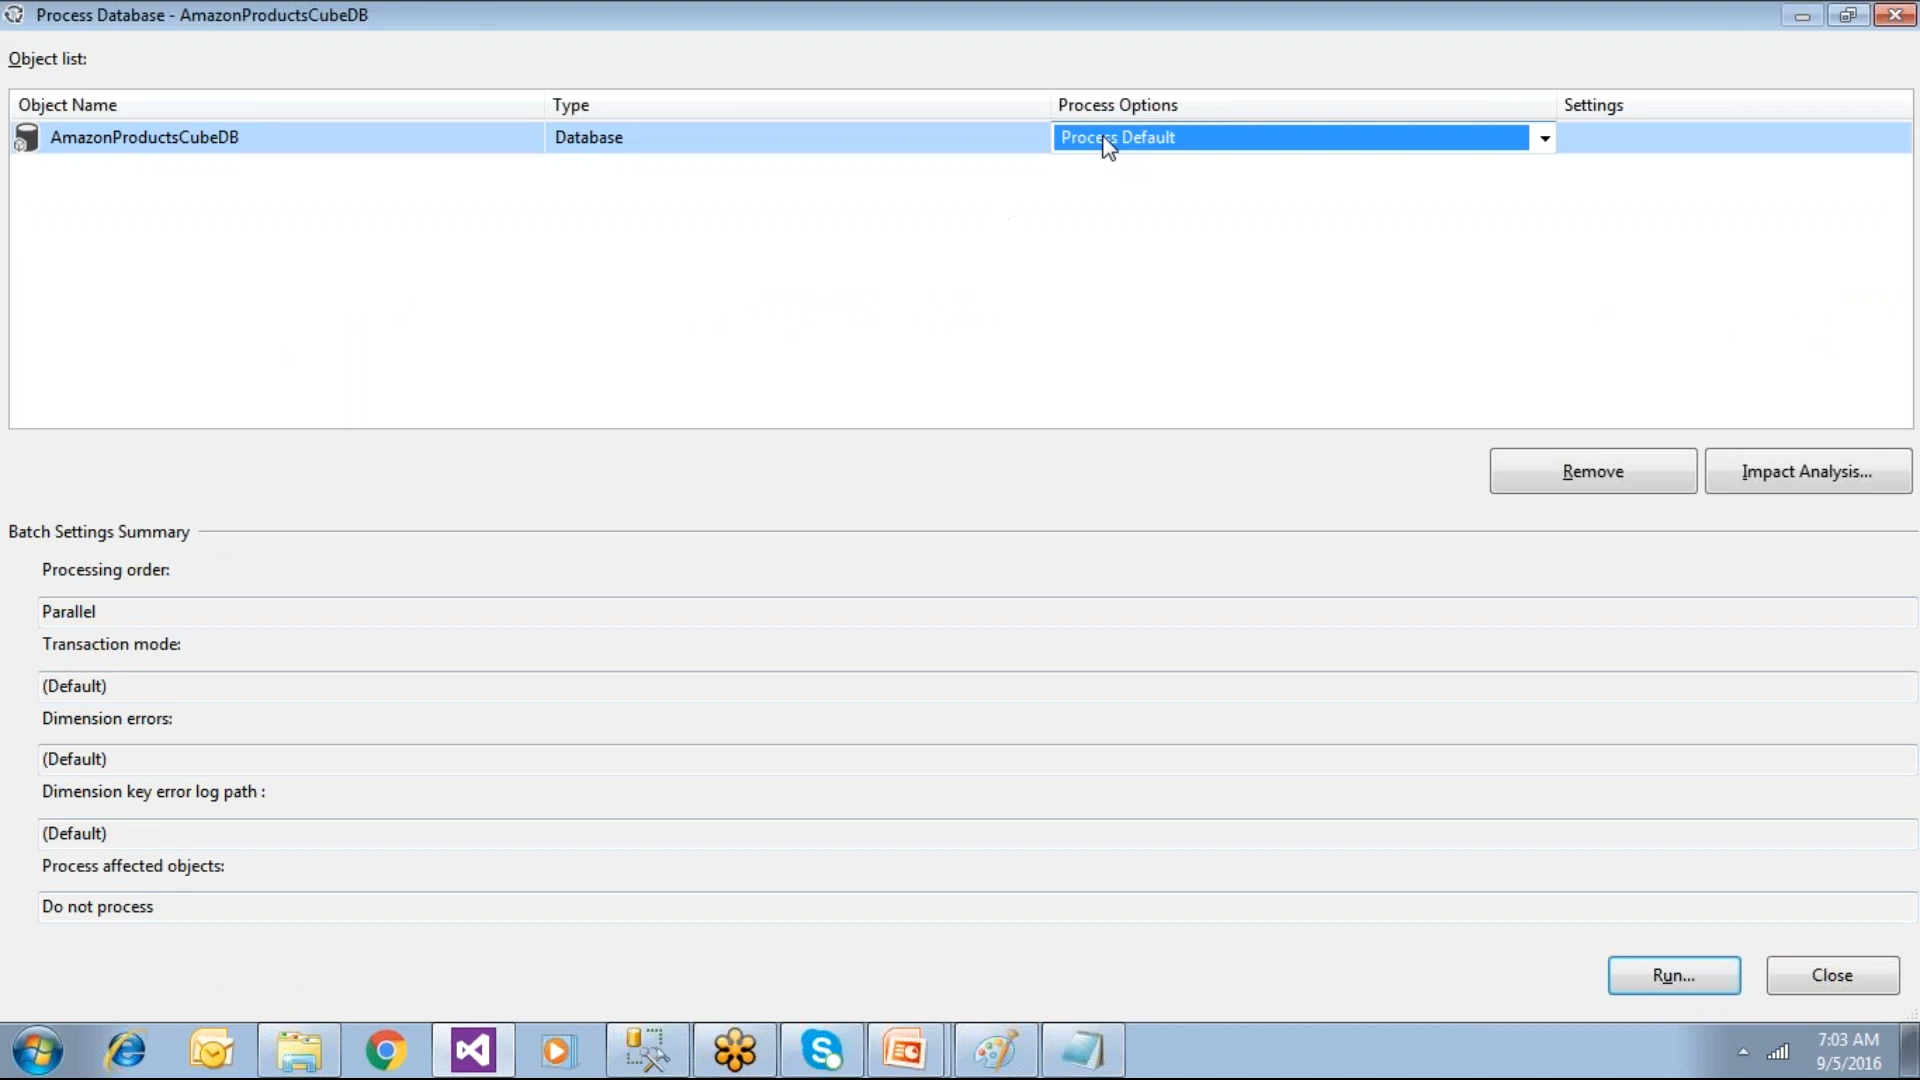 Process Database - AmazonProductsCubeDB
Object list:
Object Name Type Process Options Settings
AmazonProductsCubeDB Database Process Default
Remove Impact Analysis...
Batch Settings Summary
Processing order:
Parallel
Transaction mode:
(Default)
Dimension errors:
(Default)
Dimension key error log path :
(Default)
Process affected objects:
Do not process
Run... Close
7:03 AM
9/5/2016